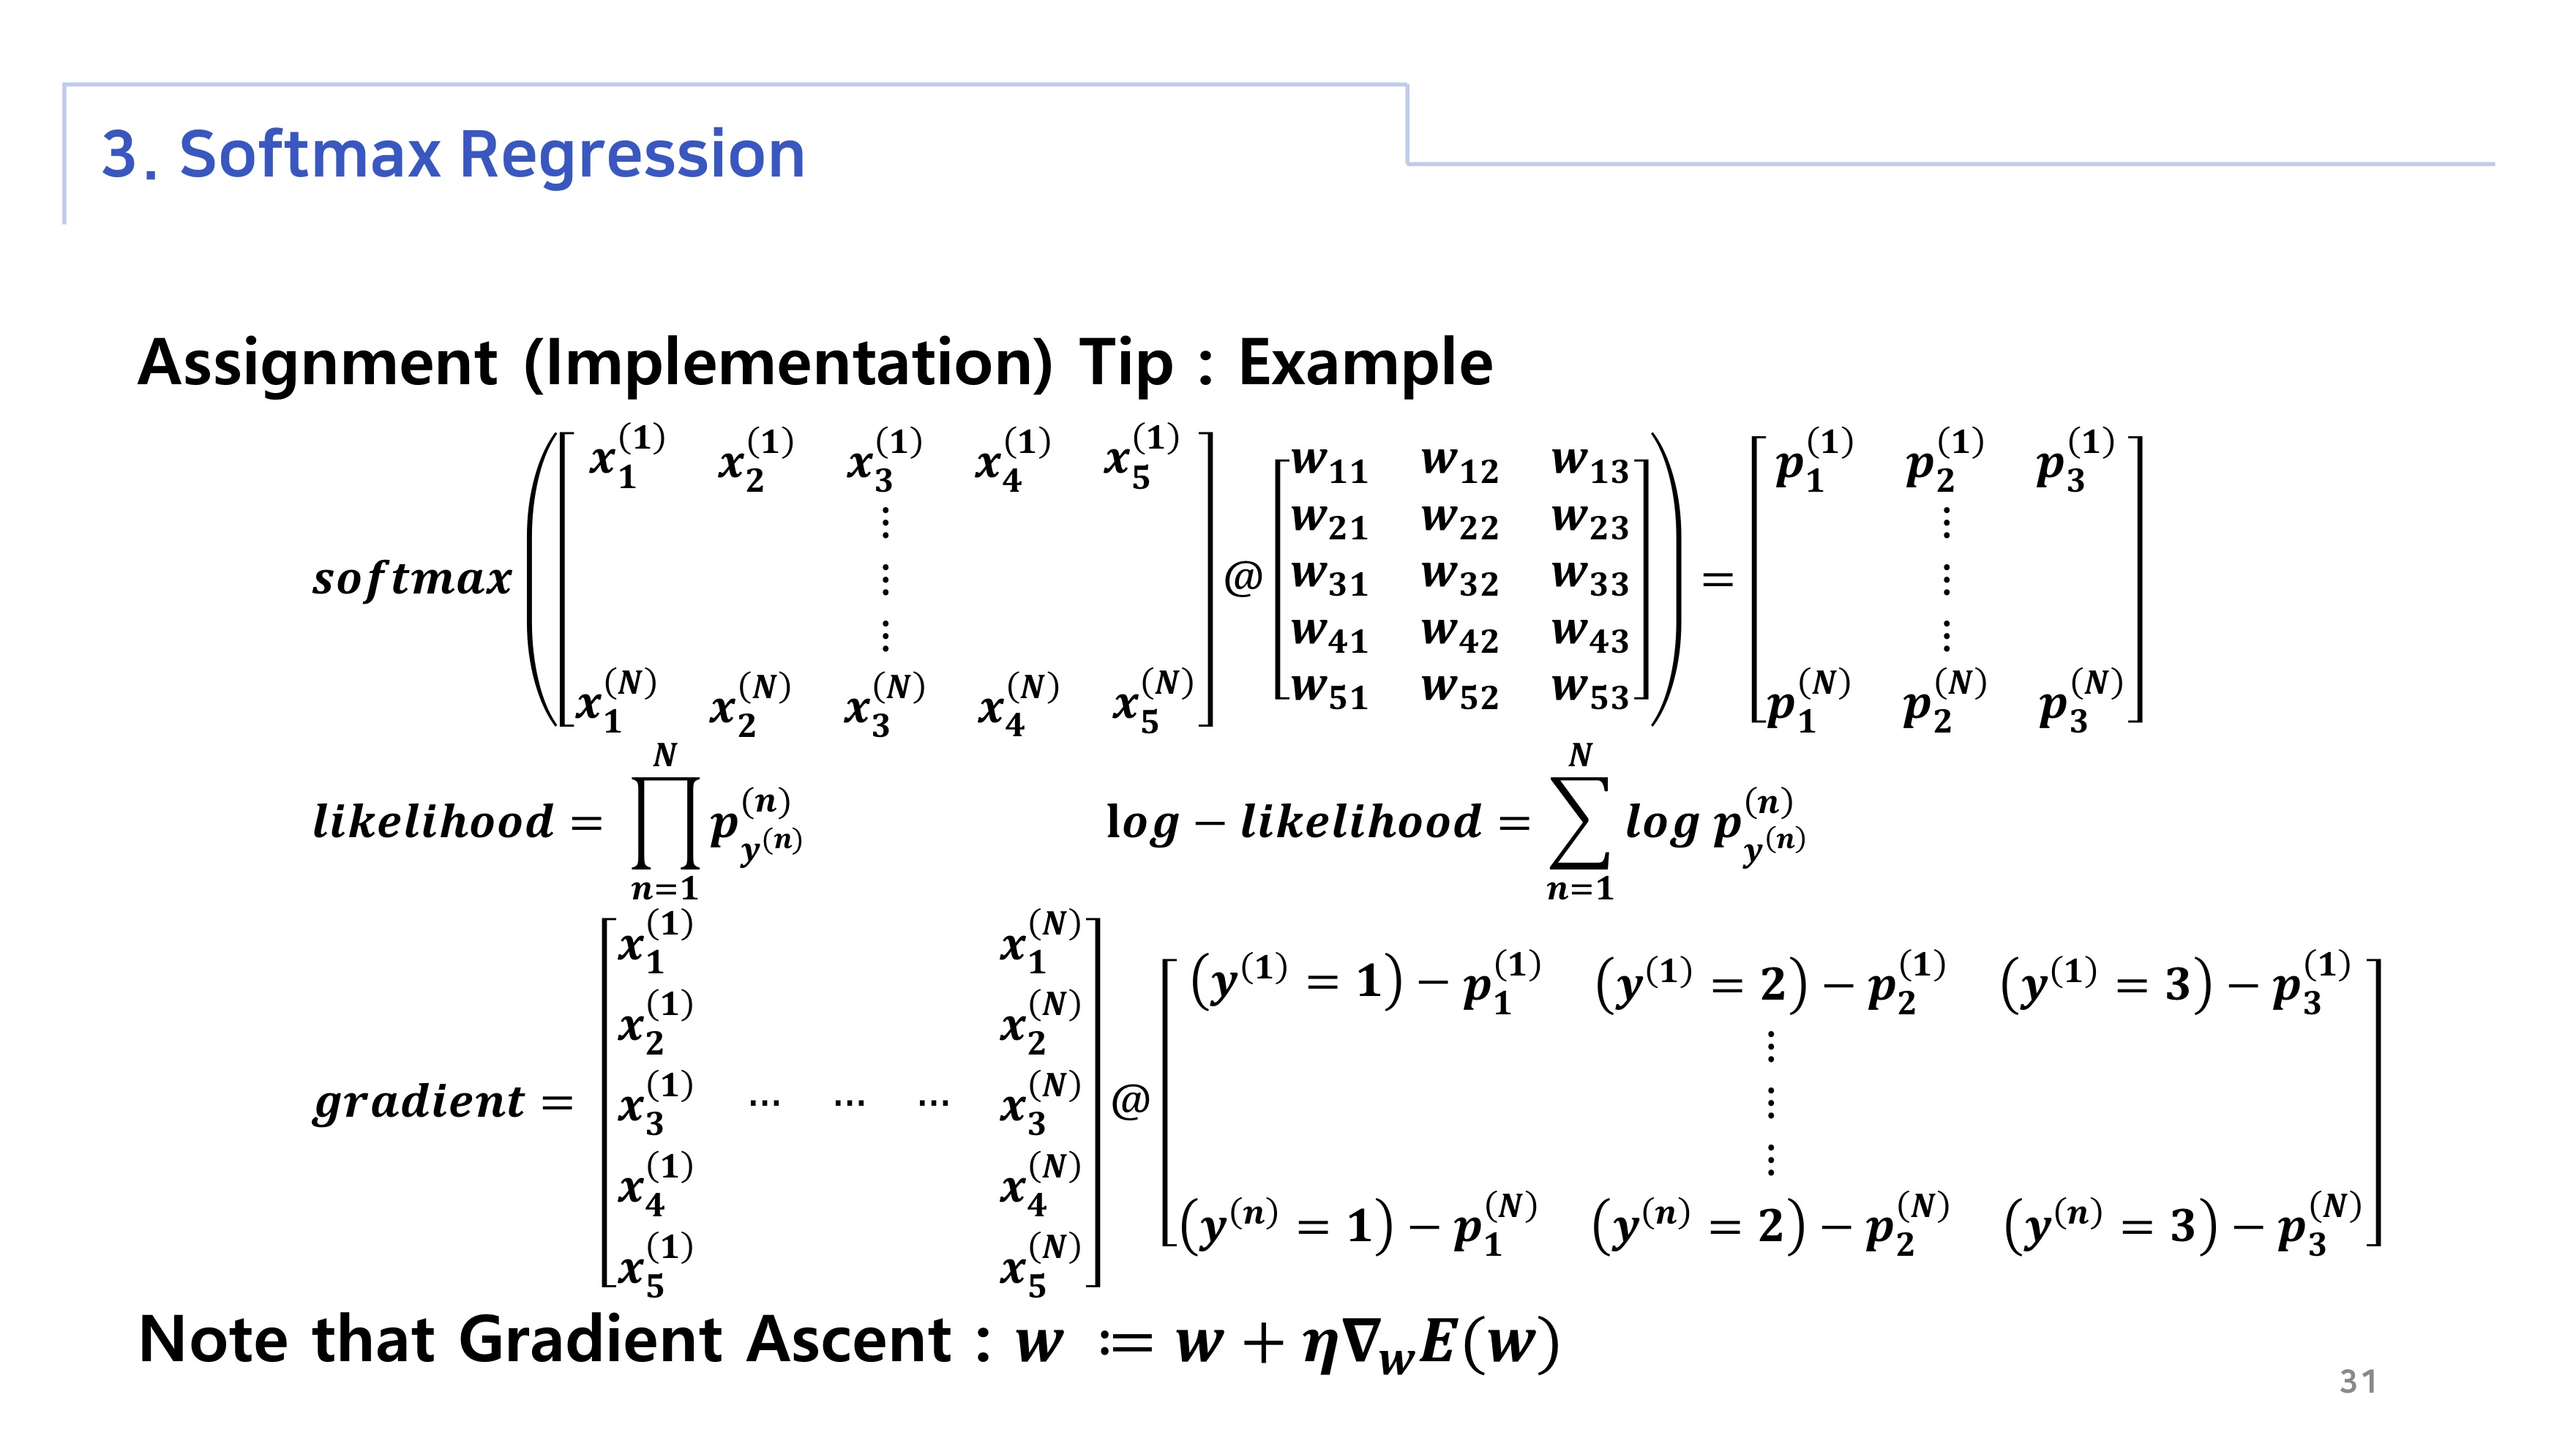 3. Softmax Regression
Assignment (Implementation) Tip : Example
$softmax\left(\begin{bmatrix} x_1^{(1)} & x_2^{(1)} & x_3^{(1)} & x_4^{(1)} & x_5^{(1)} \\ & & \vdots & & \\ & & \vdots & & \\ & & \vdots & & \\ x_1^{(N)} & x_2^{(N)} & x_3^{(N)} & x_4^{(N)} & x_5^{(N)} \end{bmatrix} @ \begin{bmatrix} w_{11} & w_{12} & w_{13} \\ w_{21} & w_{22} & w_{23} \\ w_{31} & w_{32} & w_{33} \\ w_{41} & w_{42} & w_{43} \\ w_{51} & w_{52} & w_{53} \end{bmatrix}\right) = \begin{bmatrix} p_1^{(1)} & p_2^{(1)} & p_3^{(1)} \\ & \vdots & \\ & \vdots & \\ & \vdots & \\ p_1^{(N)} & p_2^{(N)} & p_3^{(N)} \end{bmatrix}$
$likelihood = \prod_{n=1}^{N} p_{y^{(n)}}^{(n)}$ $log - likelihood = \sum_{n=1}^{N} log\, p_{y^{(n)}}^{(n)}$
$gradient = \begin{bmatrix} x_1^{(1)} & & & & x_1^{(N)} \\ x_2^{(1)} & & & & x_2^{(N)} \\ x_3^{(1)} & \cdots & \cdots & \cdots & x_3^{(N)} \\ x_4^{(1)} & & & & x_4^{(N)} \\ x_5^{(1)} & & & & x_5^{(N)} \end{bmatrix} @ \begin{bmatrix} (y^{(1)} = 1) - p_1^{(1)} & (y^{(1)} = 2) - p_2^{(1)} & (y^{(1)} = 3) - p_3^{(1)} \\ & \vdots & \\ & \vdots & \\ & \vdots & \\ (y^{(n)} = 1) - p_1^{(N)} & (y^{(n)} = 2) - p_2^{(N)} & (y^{(n)} = 3) - p_3^{(N)} \end{bmatrix}$
Note that Gradient Ascent : $w := w + \eta\nabla_w E(w)$
31